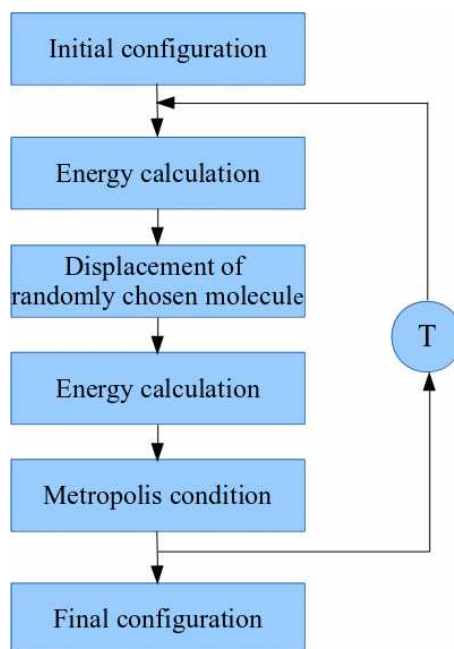 Initial configuration
Energy calculation
Displacement of
randomly chosen molecule
Energy calculation
T
Metropolis condition
Final configuration